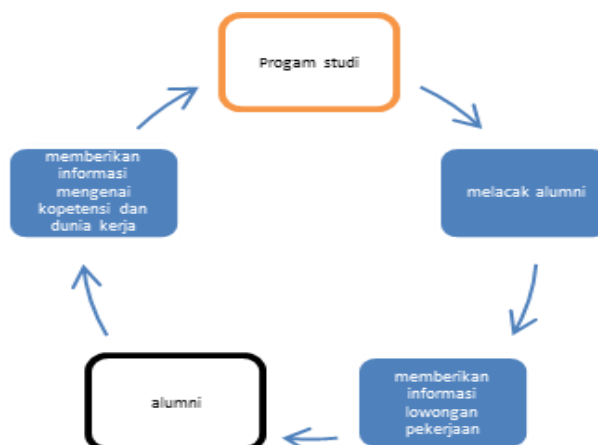 Progam studi
melacak alumni
memberikan
informasi
lowongan
pekerjaan
alumni
memberikan
informasi
mengenai
kopetensi dan
dunia kerja